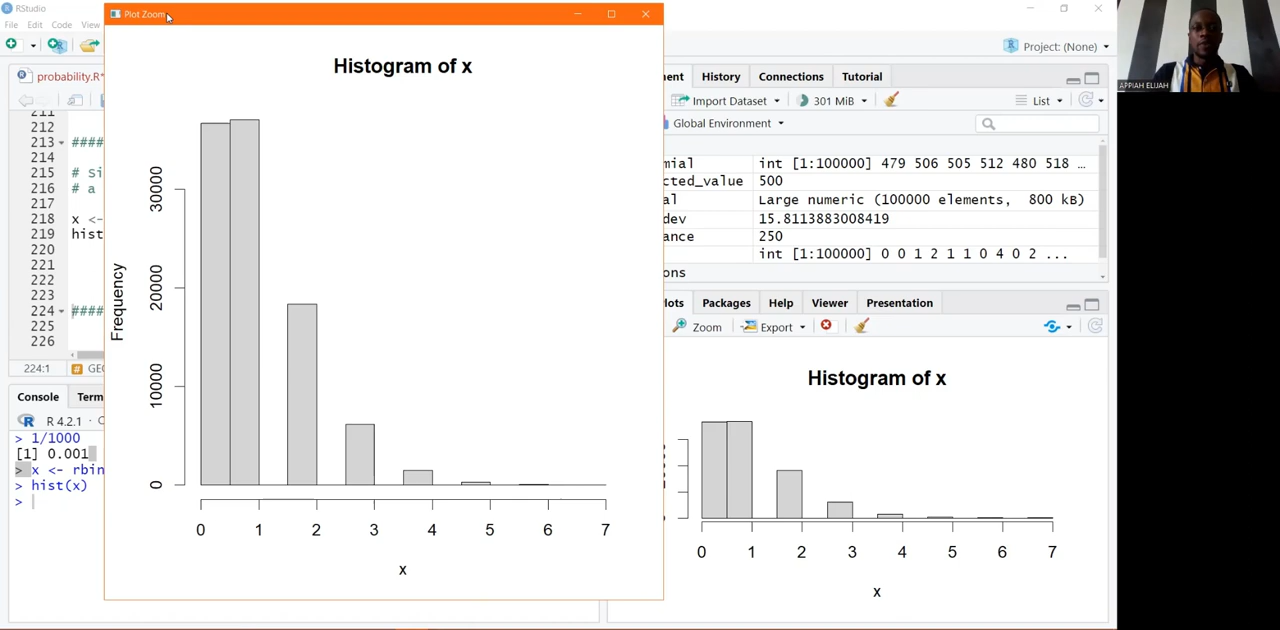 RStudio
File Edit Code View
Plot Zoom
Project: (None)
probability.R*
ent History Connections Tutorial
Import Dataset 301 MiB List
Global Environment
mial int [1:100000] 479 506 505 512 480 518 …
cted_value 500
al Large numeric (100000 elements, 800 kB)
dev 15.8113883008419
ance 250
int [1:100000] 0 0 1 2 1 1 0 4 0 2 ...
ons
211
212
213 ####
214
215 # Si
216 # a
217
218 x <-
219 hist
220
221
222
223
224 ####
225
226
224:1 # GEO
Console Term
R 4.2.1 ·
> 1/1000
[1] 0.001
> x <- rbin
> hist(x)
>
Histogram of x
Frequency
30000
20000
10000
0
0 1 2 3 4 5 6 7
x
lots Packages Help Viewer Presentation
Zoom Export
Histogram of x
0 1 2 3 4 5 6 7
x
APPIAH ELIJAH